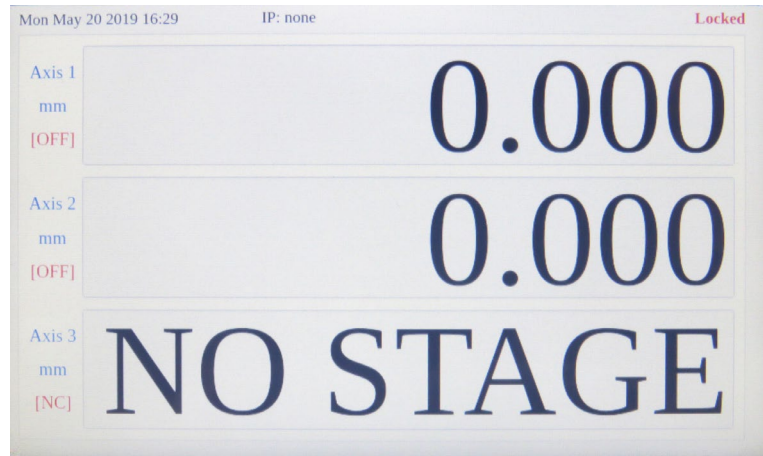 Mon May 20 2019 16:29 IP: none Locked
Axis 1
mm
[OFF]
0.000
Axis 2
mm
[OFF]
0.000
Axis 3
mm
[NC]
NO STAGE